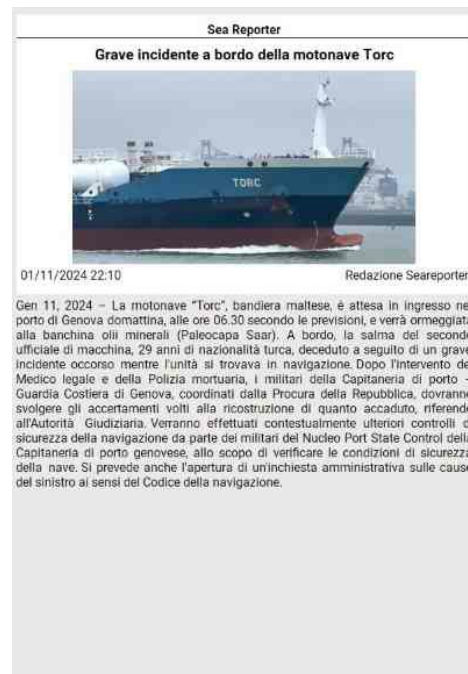 Sea Reporter
Grave incidente a bordo della motonave Torc
TORC
01/11/2024 22:10 Redazione Seareporter
Gen 11, 2024 – La motonave "Torc", bandiera maltese, è attesa in ingresso ne
porto di Genova domattina, alle ore 06.30 secondo le previsioni, e verrà ormeggiata
alla banchina olii minerali (Paleocapa Saar). A bordo, la salma del secondo
ufficiale di macchina, 29 anni di nazionalità turca, deceduto a seguito di un grave
incidente occorso mentre l'unità si trovava in navigazione. Dopo l'intervento de
Medico legale e della Polizia mortuaria, i militari della Capitaneria di porto -
Guardia Costiera di Genova, coordinati dalla Procura della Repubblica, dovranno
svolgere gli accertamenti volti alla ricostruzione di quanto accaduto, riferendo
all'Autorità Giudiziaria. Verranno effettuati contestualmente ulteriori controlli d
sicurezza della navigazione da parte dei militari del Nucleo Port State Control della
Capitaneria di porto genovese, allo scopo di verificare le condizioni di sicurezza
della nave. Si prevede anche l'apertura di un'inchiesta amministrativa sulle cause
del sinistro ai sensi del Codice della navigazione.